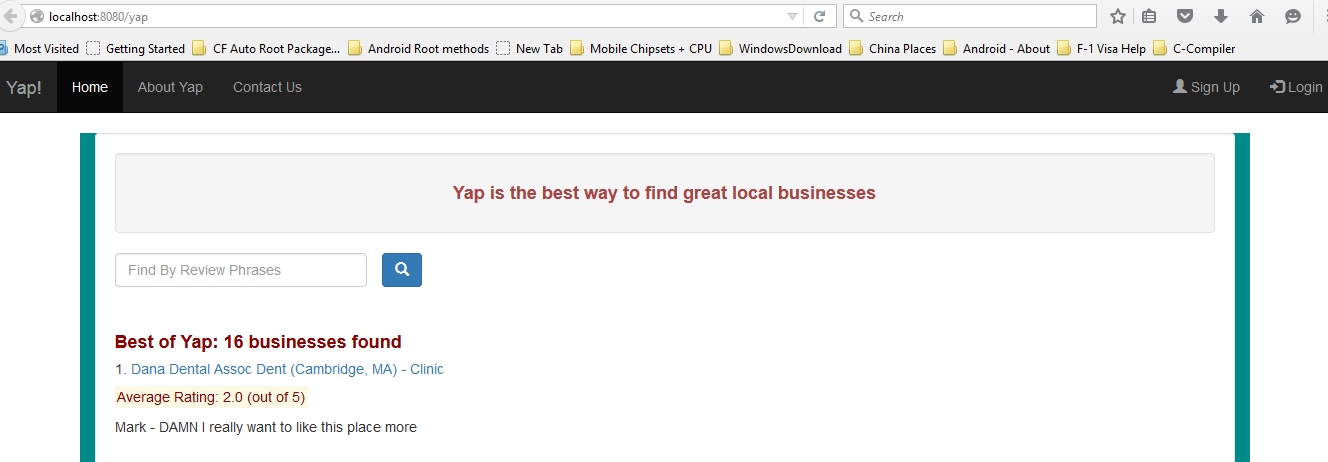 localhost:8080/yap
Search
Most Visited Getting Started CF Auto Root Package... Android Root methods New Tab Mobile Chipsets + CPU WindowsDownload China Places Android - About F-1 Visa Help C-Compiler
Yap! Home About Yap Contact Us Sign Up Login
Yap is the best way to find great local businesses
Find By Review Phrases
Best of Yap: 16 businesses found
1. Dana Dental Assoc Dent (Cambridge, MA) - Clinic
Average Rating: 2.0 (out of 5)
Mark - DAMN I really want to like this place more